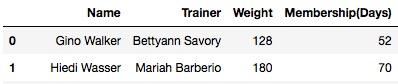 Name Trainer Weight Membership(Days)
0 Gino Walker Bettyann Savory 128 52
1 Hiedi Wasser Mariah Barberio 180 70